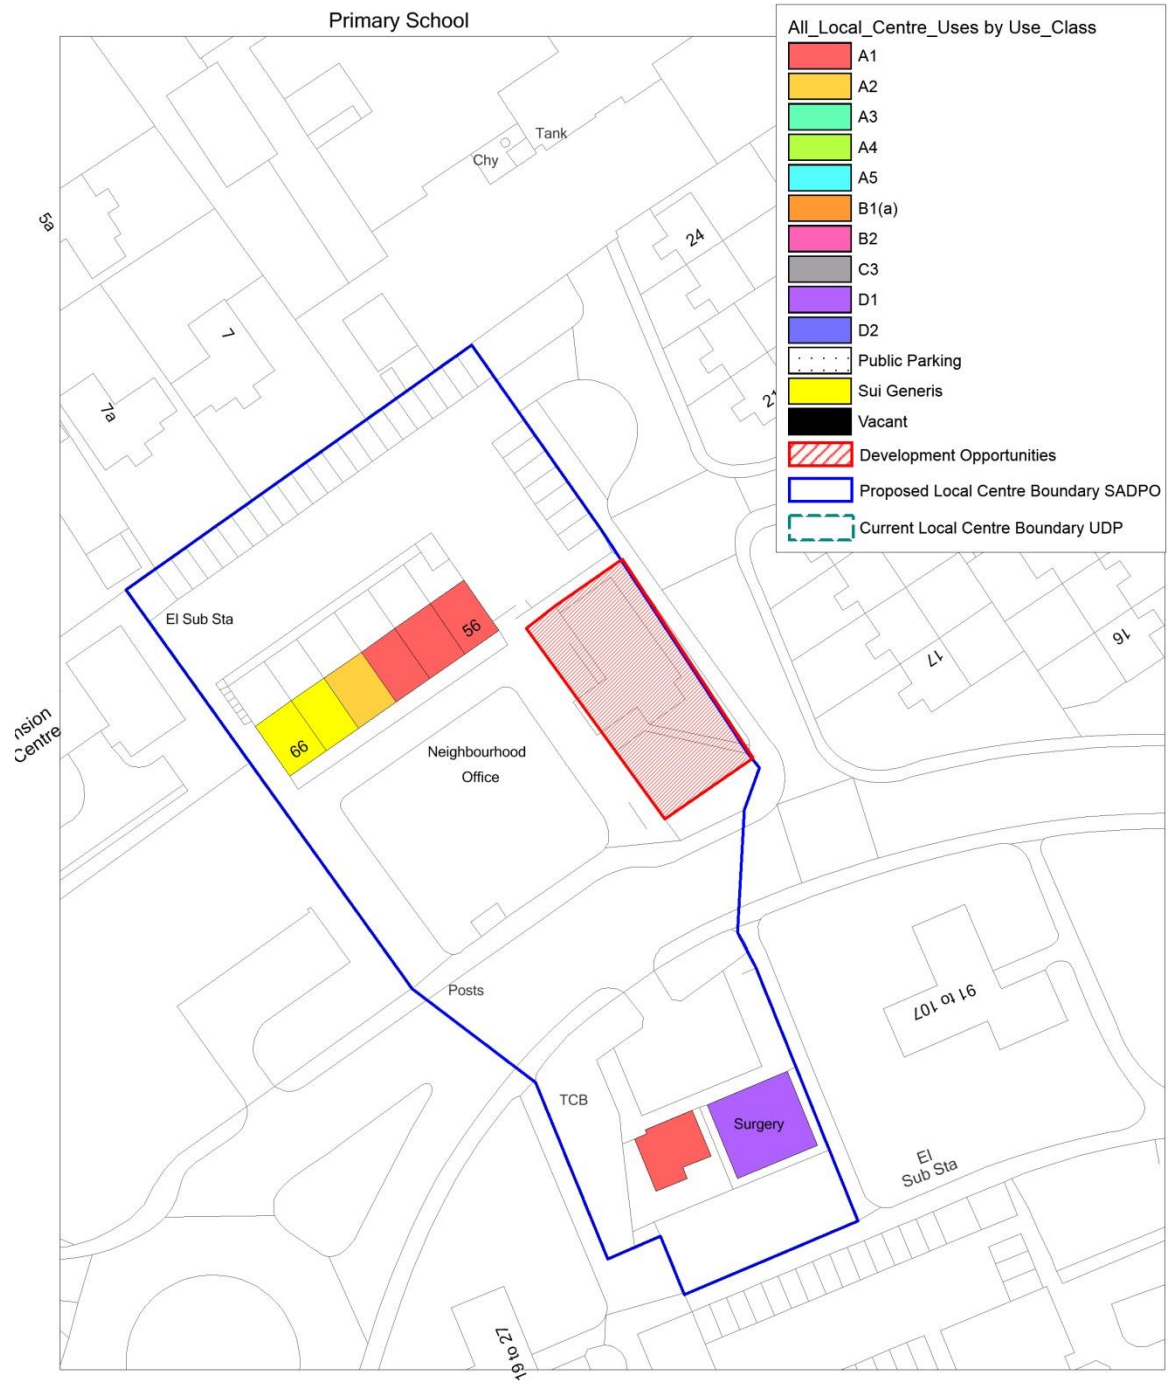 Primary School
All_Local_Centre_Uses by Use_Class
A1
A2
A3
A4
A5
B1(a)
B2
C3
D1
D2
Public Parking
Sui Generis
Vacant
Development Opportunities
Proposed Local Centre Boundary SADPO
Current Local Centre Boundary UDP
Tank
Chy
5a
24
7
7a
21
El Sub Sta
56
16
17
66
Neighbourhood
Office
nsion
Centre
Posts
91 to 107
TCB
Surgery
El
Sub Sta
19 to 27